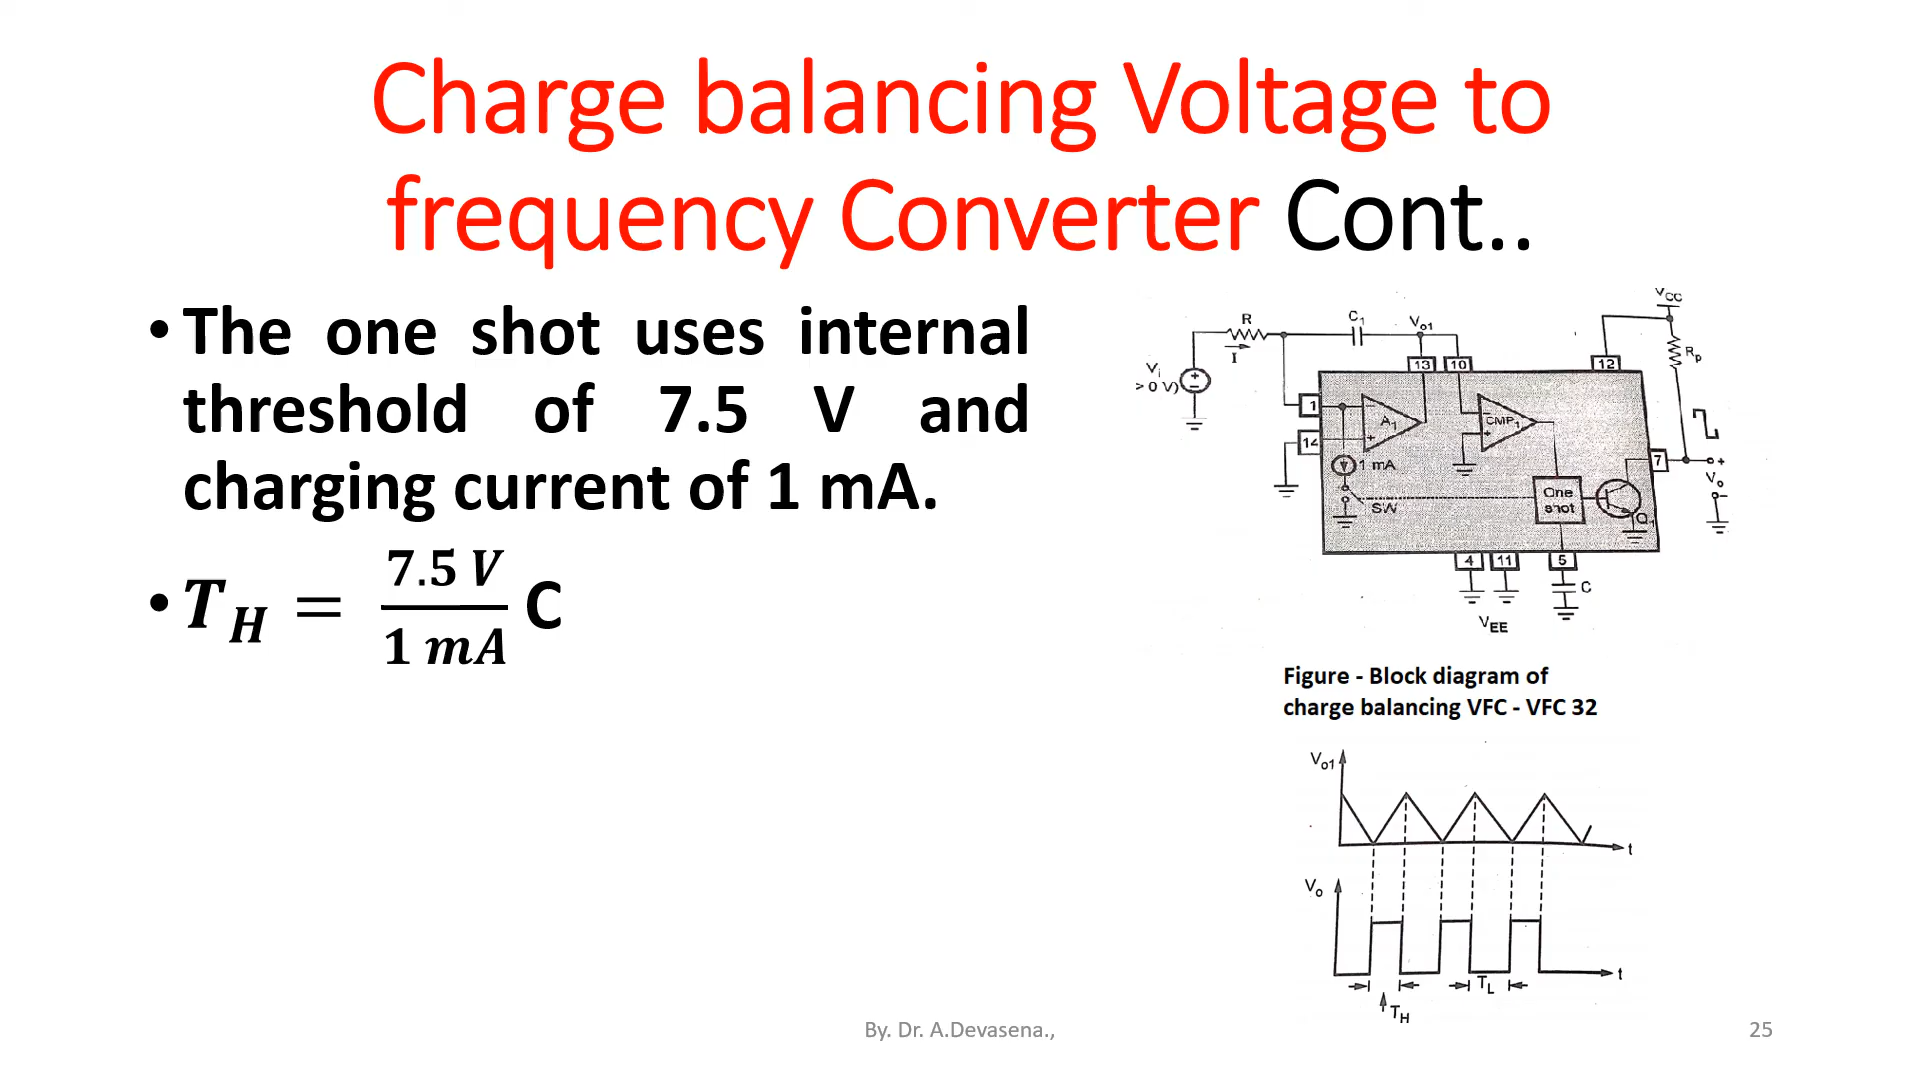 Charge balancing Voltage to
frequency Converter Cont..
• The one shot uses internal
threshold of 7.5 V and
charging current of 1 mA.
• T_H = 7.5 V / 1 mA C
VCC
R
C1
Vo1
I
Rp
Vi
> 0 V)
+
−
13
10
12
1
14
A1
CMP1
7
1 mA
SW
One
shot
Q1
Vo
4
11
5
C
VEE
Figure - Block diagram of
charge balancing VFC - VFC 32
Vo1
t
Vo
t
TL
TH
By. Dr. A.Devasena.,
25